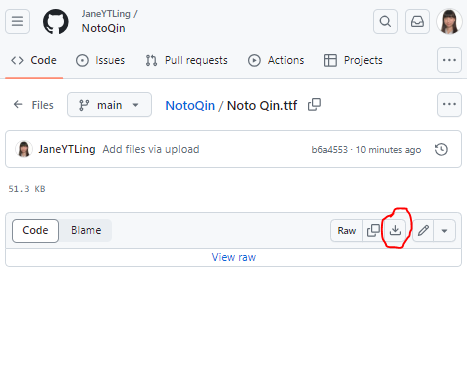 JaneYTLing /
NotoQin
Code Issues Pull requests Actions Projects ...
Files main NotoQin / Noto Qin.ttf ...
JaneYTLing Add files via upload b6a4553 · 10 minutes ago
51.3 KB
Code Blame Raw
View raw